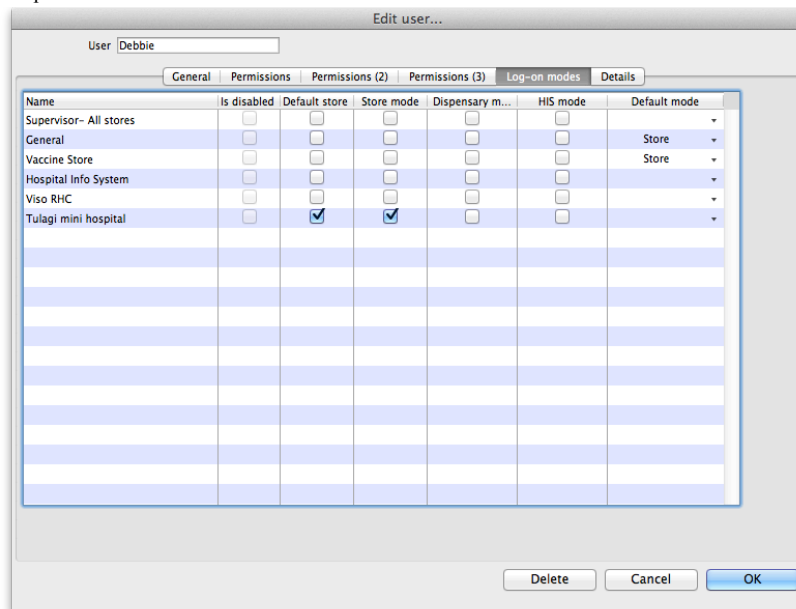 Edit user...
User Debbie
General Permissions Permissions (2) Permissions (3) Log-on modes Details
Name Is disabled Default store Store mode Dispensary m... HIS mode Default mode
Supervisor- All stores
General Store
Vaccine Store Store
Hospital Info System
Viso RHC
Tulagi mini hospital
Delete Cancel OK